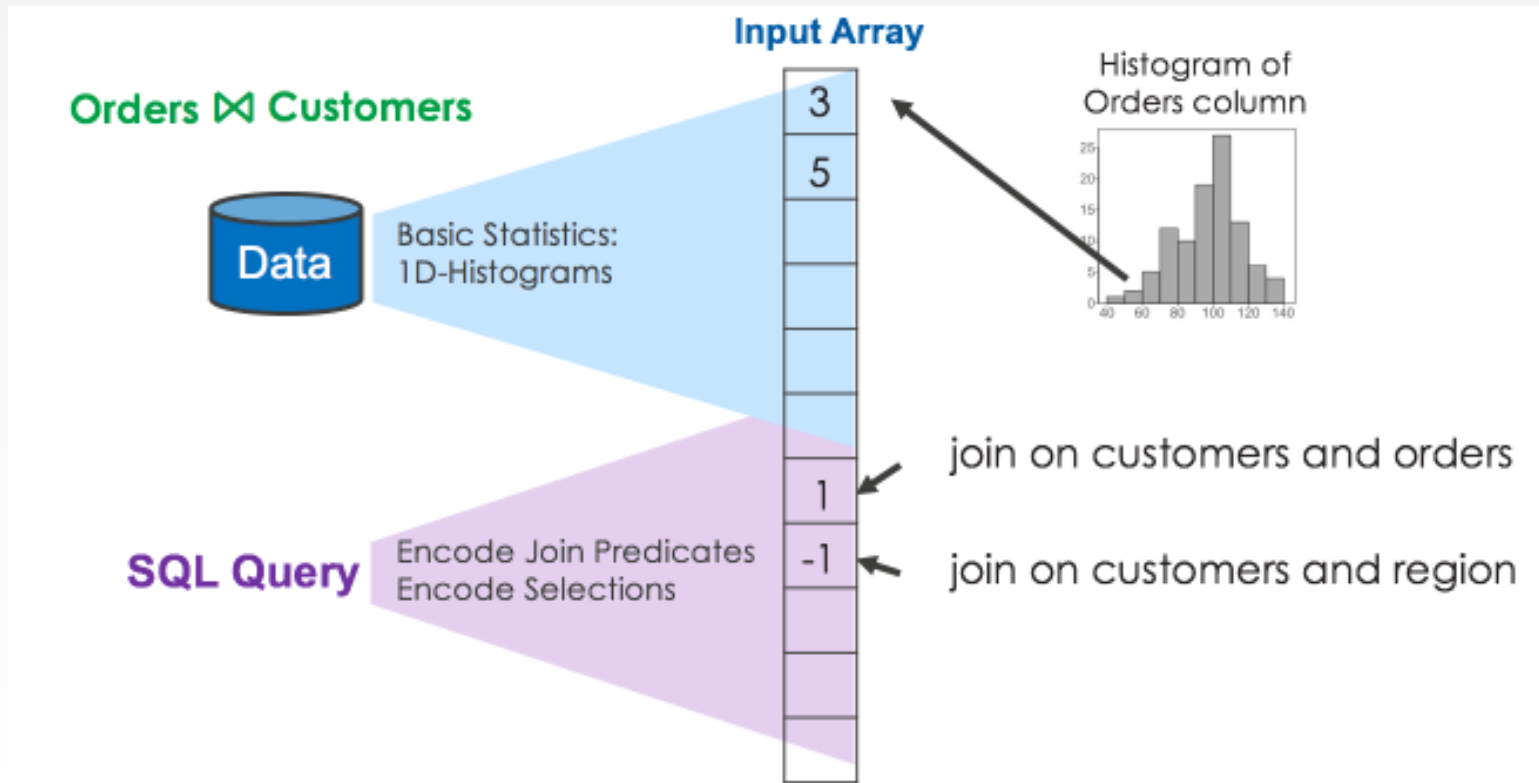 Input Array
Orders ⋈ Customers
Histogram of
Orders column
3
5
25
20
15
10
5
0
40 60 80 100 120 140
Data
Basic Statistics:
1D-Histograms
join on customers and orders
1
SQL Query
Encode Join Predicates
Encode Selections
-1
join on customers and region